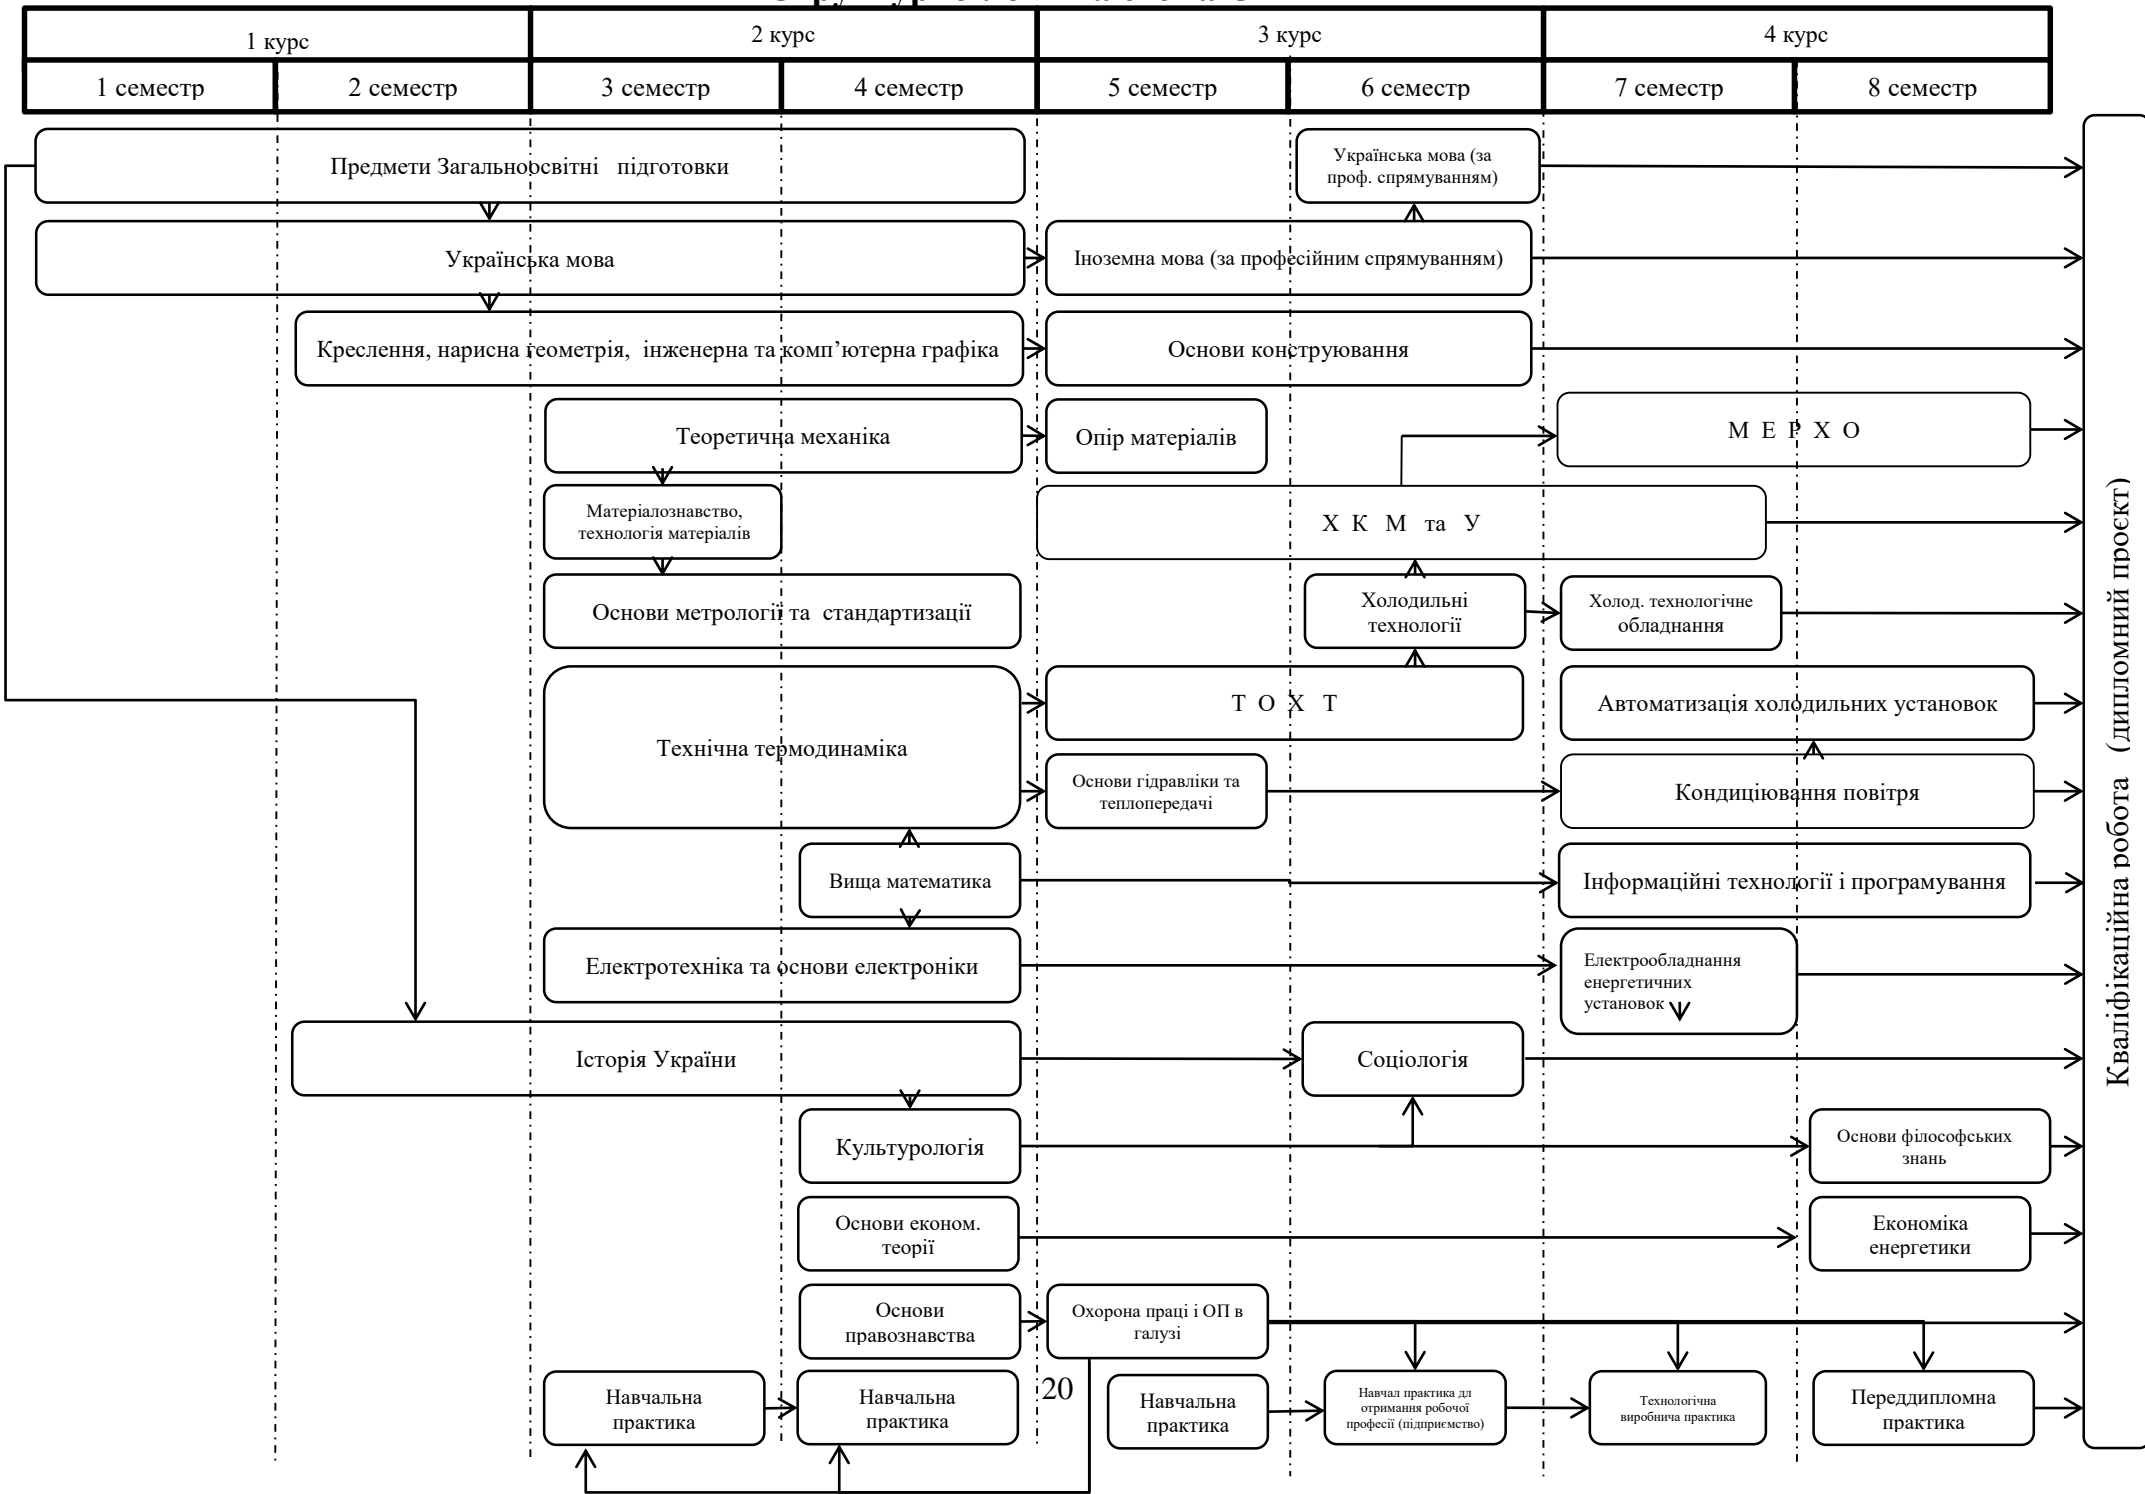 1 курс
2 курс
3 курс
4 курс
1 семестр
2 семестр
3 семестр
4 семестр
5 семестр
6 семестр
7 семестр
8 семестр
Предмети Загальноосвітні підготовки
Українська мова (за
проф. спрямуванням)
Українська мова
Іноземна мова (за професійним спрямуванням)
Креслення, нарисна геометрія, інженерна та комп’ютерна графіка
Основи конструювання
Теоретична механіка
Опір матеріалів
М Е Р Х О
Матеріалознавство,
технологія матеріалів
Х К М та У
Основи метрології та стандартизації
Холодильні
технології
Холод. технологічне
обладнання
Технічна термодинаміка
Т О Х Т
Автоматизація холодильних установок
Основи гідравліки та
теплопередачі
Кондиціювання повітря
Вища математика
Інформаційні технології і програмування
Електротехніка та основи електроніки
Електрообладнання
енергетичних
установок
Історія України
Соціологія
Культурологія
Основи філософських
знань
Основи економ.
теорії
Економіка
енергетики
Основи
правознавства
Охорона праці і ОП в
галузі
Навчальна
практика
Навчальна
практика
20
Навчальна
практика
Навчал практика дл
отримання робочої
професії (підприємство)
Технологічна
виробнича практика
Переддипломна
практика
Кваліфікаційна робота (дипломний проєкт)